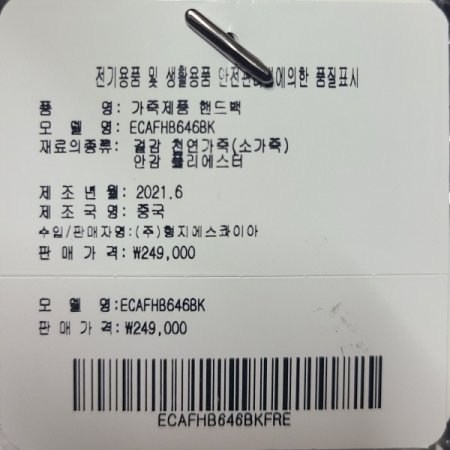 전기용품 및 생활용품 안전관리법에의한 품질표시
품 명: 가죽제품 핸드백
모 델 명: ECAFHB646BK
재료의종류: 겉감 천연가죽(소가죽)
안감 폴리에스터
제 조 년 월: 2021.6
제 조 국 명: 중국
수입/판매자명:(주)형지에스콰이아
판 매 가 격:₩249,000
모 델 명:ECAFHB646BK
판 매 가 격:₩249,000
ECAFHB646BKFRE